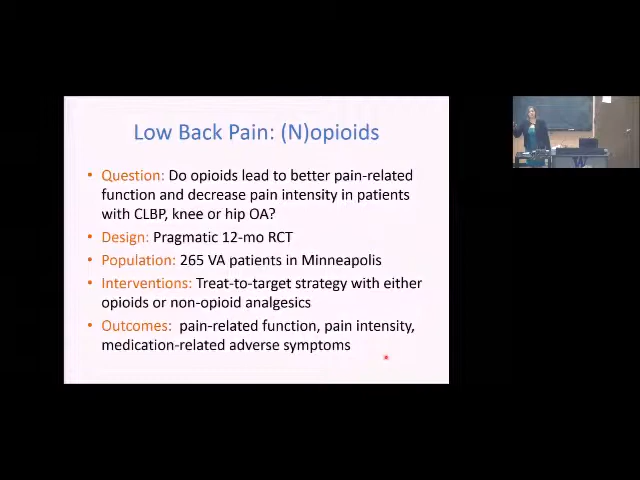 Low Back Pain: (N)opioids
• Question: Do opioids lead to better pain-related
function and decrease pain intensity in patients
with CLBP, knee or hip OA?
• Design: Pragmatic 12-mo RCT
• Population: 265 VA patients in Minneapolis
• Interventions: Treat-to-target strategy with either
opioids or non-opioid analgesics
• Outcomes: pain-related function, pain intensity,
medication-related adverse symptoms
W